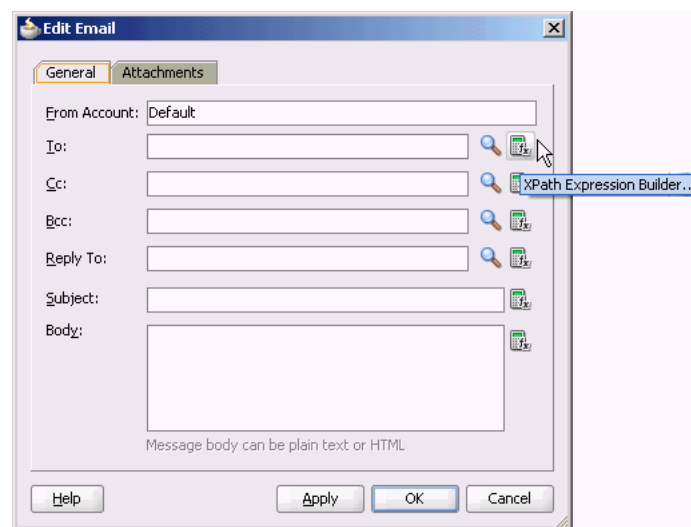 Edit Email
General Attachments
From Account: Default
To:
Cc:
XPath Expression Builder..
Bcc:
Reply To:
Subject:
Body:
Message body can be plain text or HTML
Help Apply OK Cancel